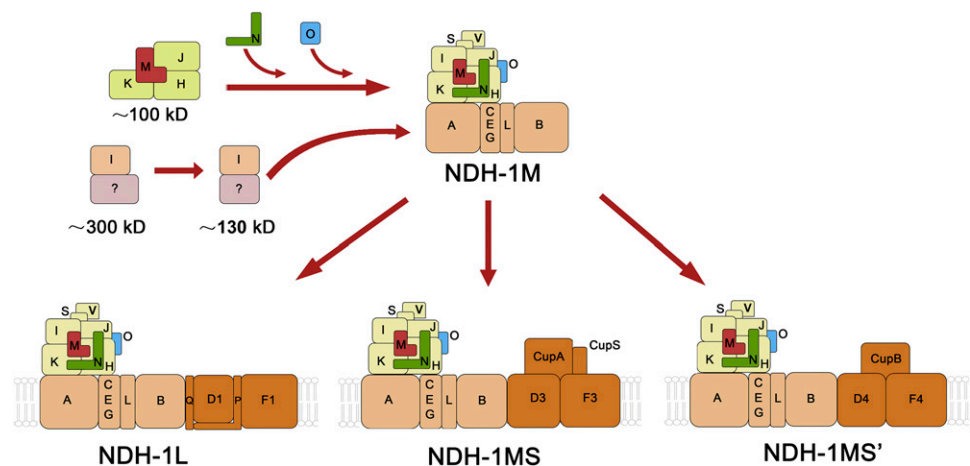 N
O
M
J
K
H
~100 kD
I
?
~300 kD
I
?
~130 kD
S
V
I
J
O
M
K
N
H
A
C
E
G
L
B
NDH-1M
S
V
I
J
O
M
K
N
H
A
C
E
G
L
B
Q
D1
P
F1
NDH-1L
S
V
I
J
O
M
K
N
H
CupA
CupS
A
C
E
G
L
B
D3
F3
NDH-1MS
S
V
I
J
O
M
K
N
H
CupB
A
C
E
G
L
B
D4
F4
NDH-1MS’